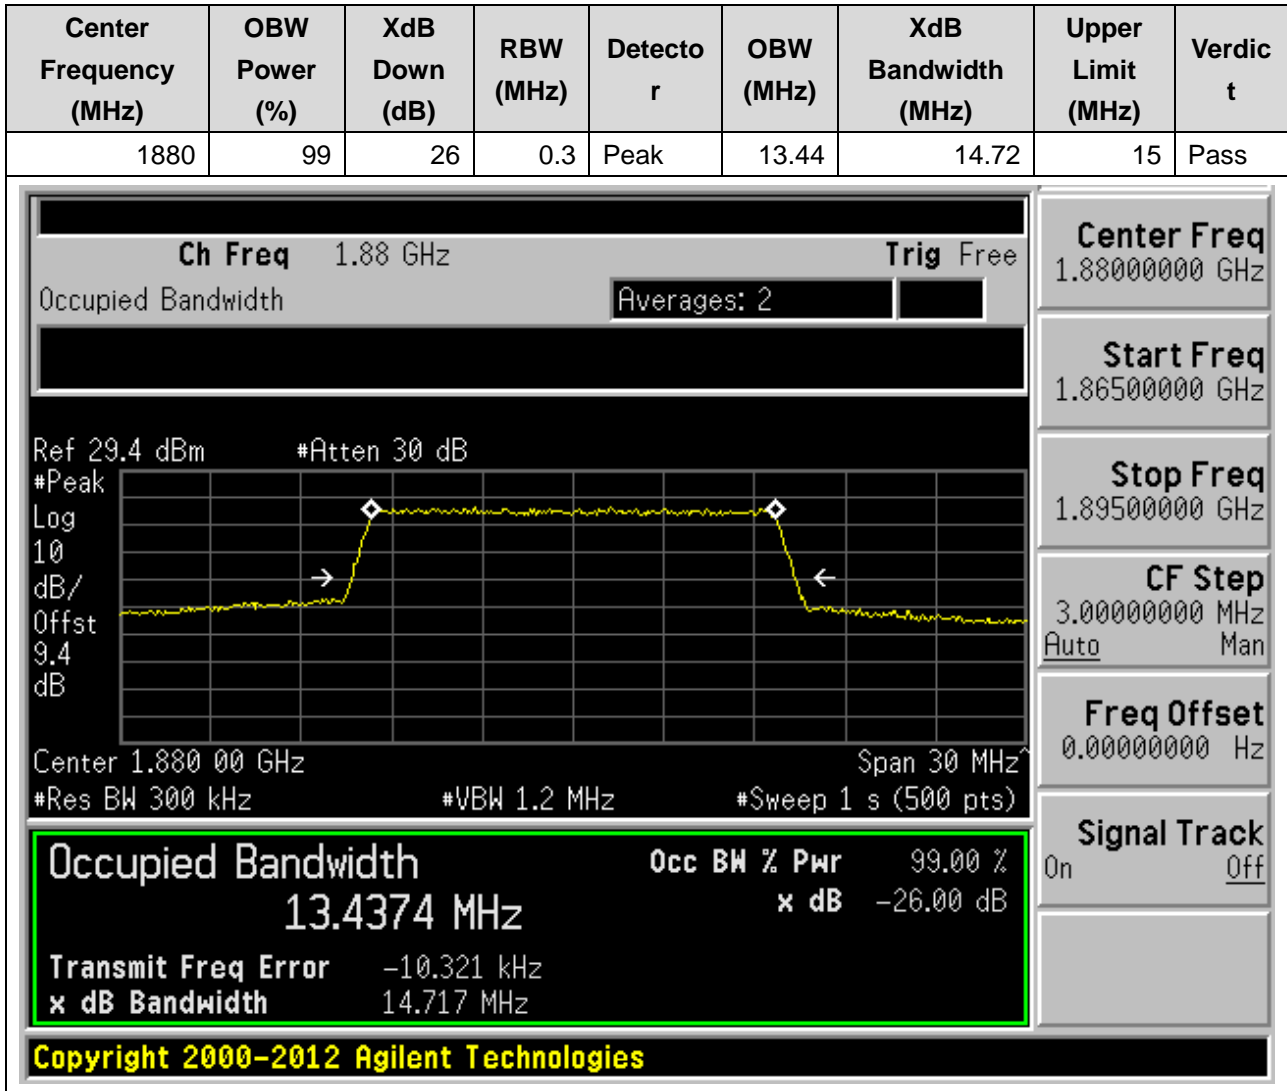 Center Frequency (MHz) OBW Power (%) XdB Down (dB) RBW (MHz) Detecto r OBW (MHz) XdB Bandwidth (MHz) Upper Limit (MHz) Verdic t
1880 99 26 0.3 Peak 13.44 14.72 15 Pass
Ch Freq 1.88 GHz Trig Free
Occupied Bandwidth Averages: 2
Ref 29.4 dBm #Atten 30 dB
#Peak
Log
10
dB/
Offst
9.4
dB
Center 1.880 00 GHz Span 30 MHz^
#Res BW 300 kHz #VBW 1.2 MHz #Sweep 1 s (500 pts)
Occupied Bandwidth Occ BW % Pwr 99.00 %
13.4374 MHz x dB -26.00 dB
Transmit Freq Error -10.321 kHz
x dB Bandwidth 14.717 MHz
Copyright 2000-2012 Agilent Technologies
Center Freq
1.88000000 GHz
Start Freq
1.86500000 GHz
Stop Freq
1.89500000 GHz
CF Step
3.00000000 MHz
Auto Man
Freq Offset
0.00000000 Hz
Signal Track
On Off